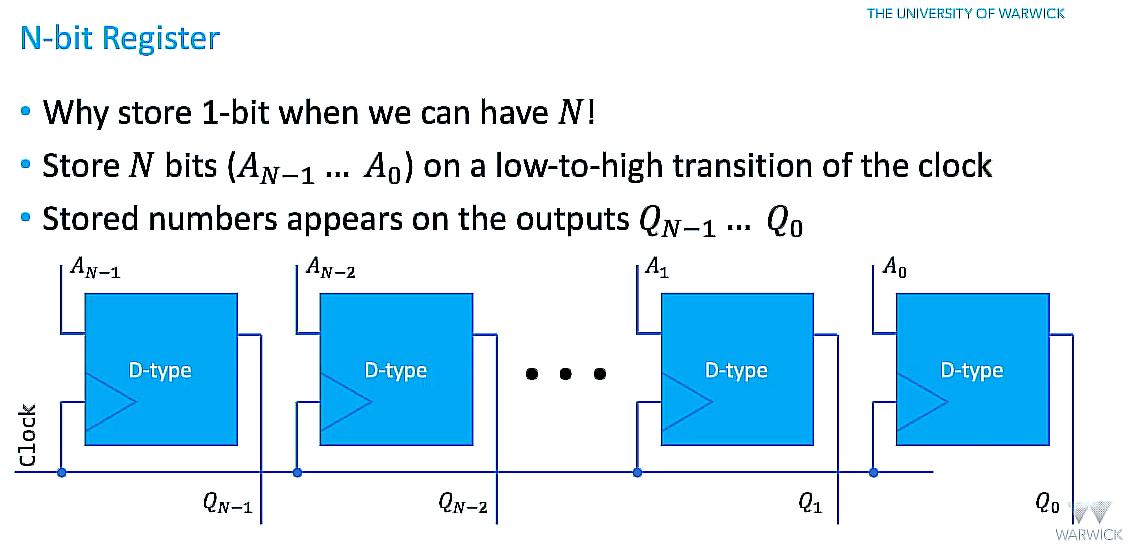 THE UNIVERSITY OF WARWICK
N-bit Register
• Why store 1-bit when we can have N!
• Store N bits (A_{N−1} ... A_0) on a low-to-high transition of the clock
• Stored numbers appears on the outputs Q_{N−1} ... Q_0
A_{N−1} A_{N−2} A_1 A_0
D-type D-type D-type D-type
Clock
Q_{N−1} Q_{N−2} Q_1 Q_0
WARWICK